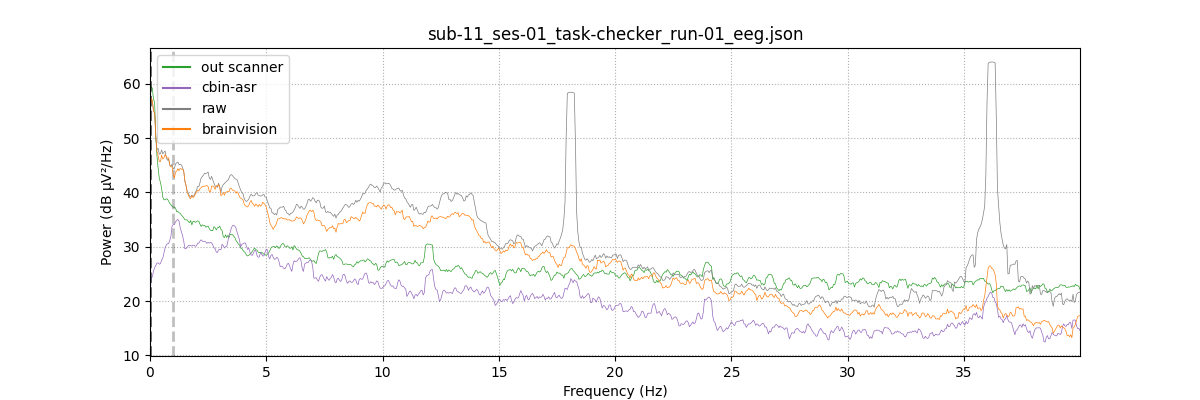 sub-11_ses-01_task-checker_run-01_eeg.json
out scanner
cbin-asr
raw
brainvision
Power (dB µV²/Hz)
60
50
40
30
20
10
0 5 10 15 20 25 30 35
Frequency (Hz)